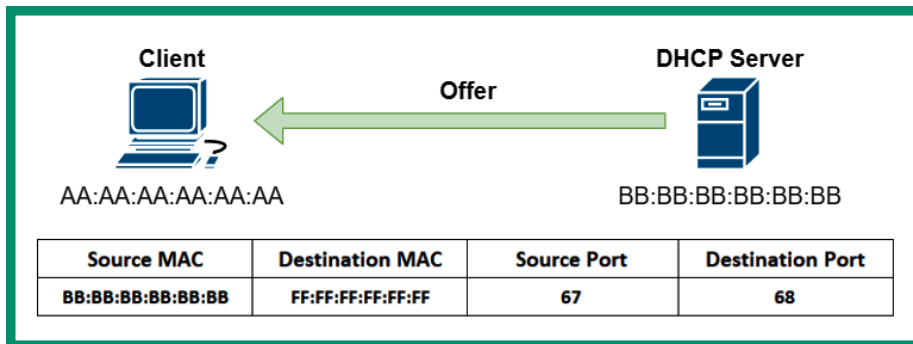 Client
DHCP Server
Offer
?
AA:AA:AA:AA:AA:AA
BB:BB:BB:BB:BB:BB
Source MAC Destination MAC Source Port Destination Port
BB:BB:BB:BB:BB:BB FF:FF:FF:FF:FF:FF 67 68